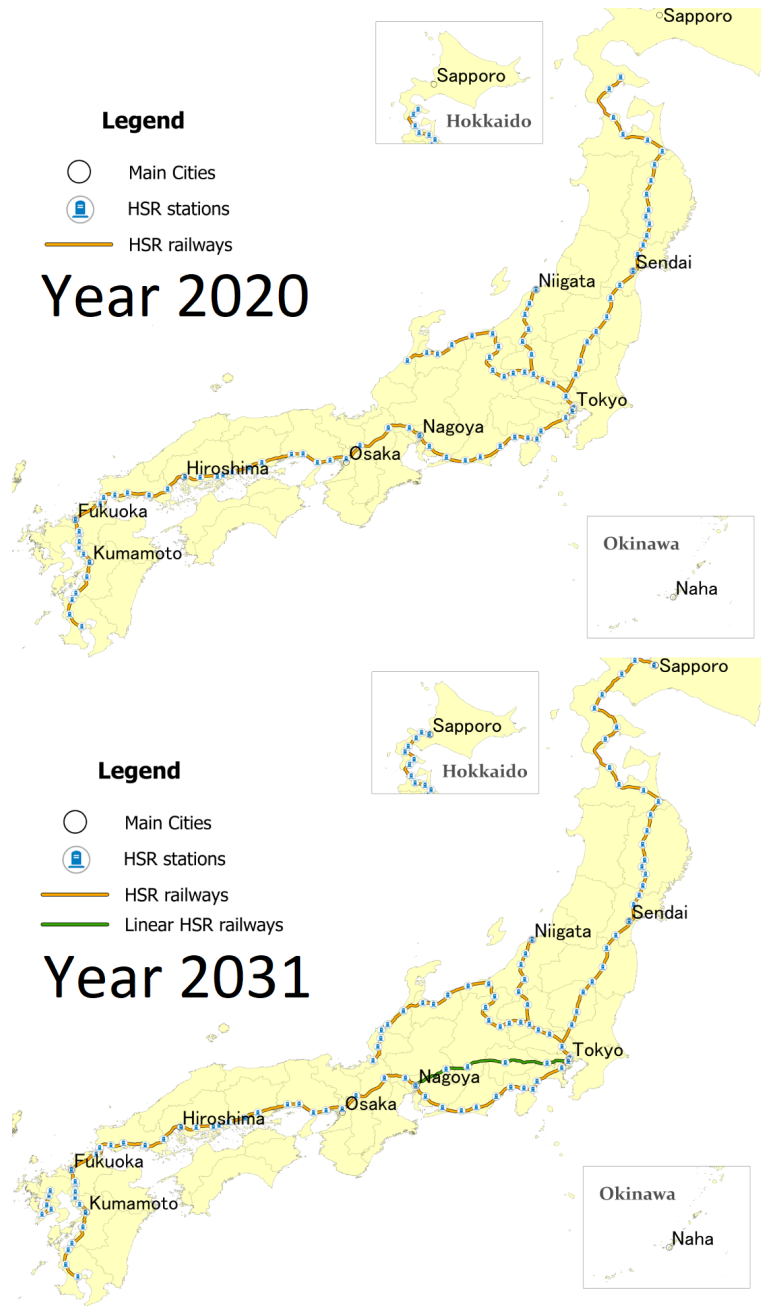 Sapporo
Sapporo
Hokkaido
Legend
Main Cities
HSR stations
HSR railways
Year 2020
Sendai
Niigata
Tokyo
Nagoya
Osaka
Hiroshima
Fukuoka
Kumamoto
Okinawa
Naha
Sapporo
Sapporo
Hokkaido
Legend
Main Cities
HSR stations
HSR railways
Linear HSR railways
Year 2031
Sendai
Niigata
Tokyo
Nagoya
Osaka
Hiroshima
Fukuoka
Kumamoto
Okinawa
Naha